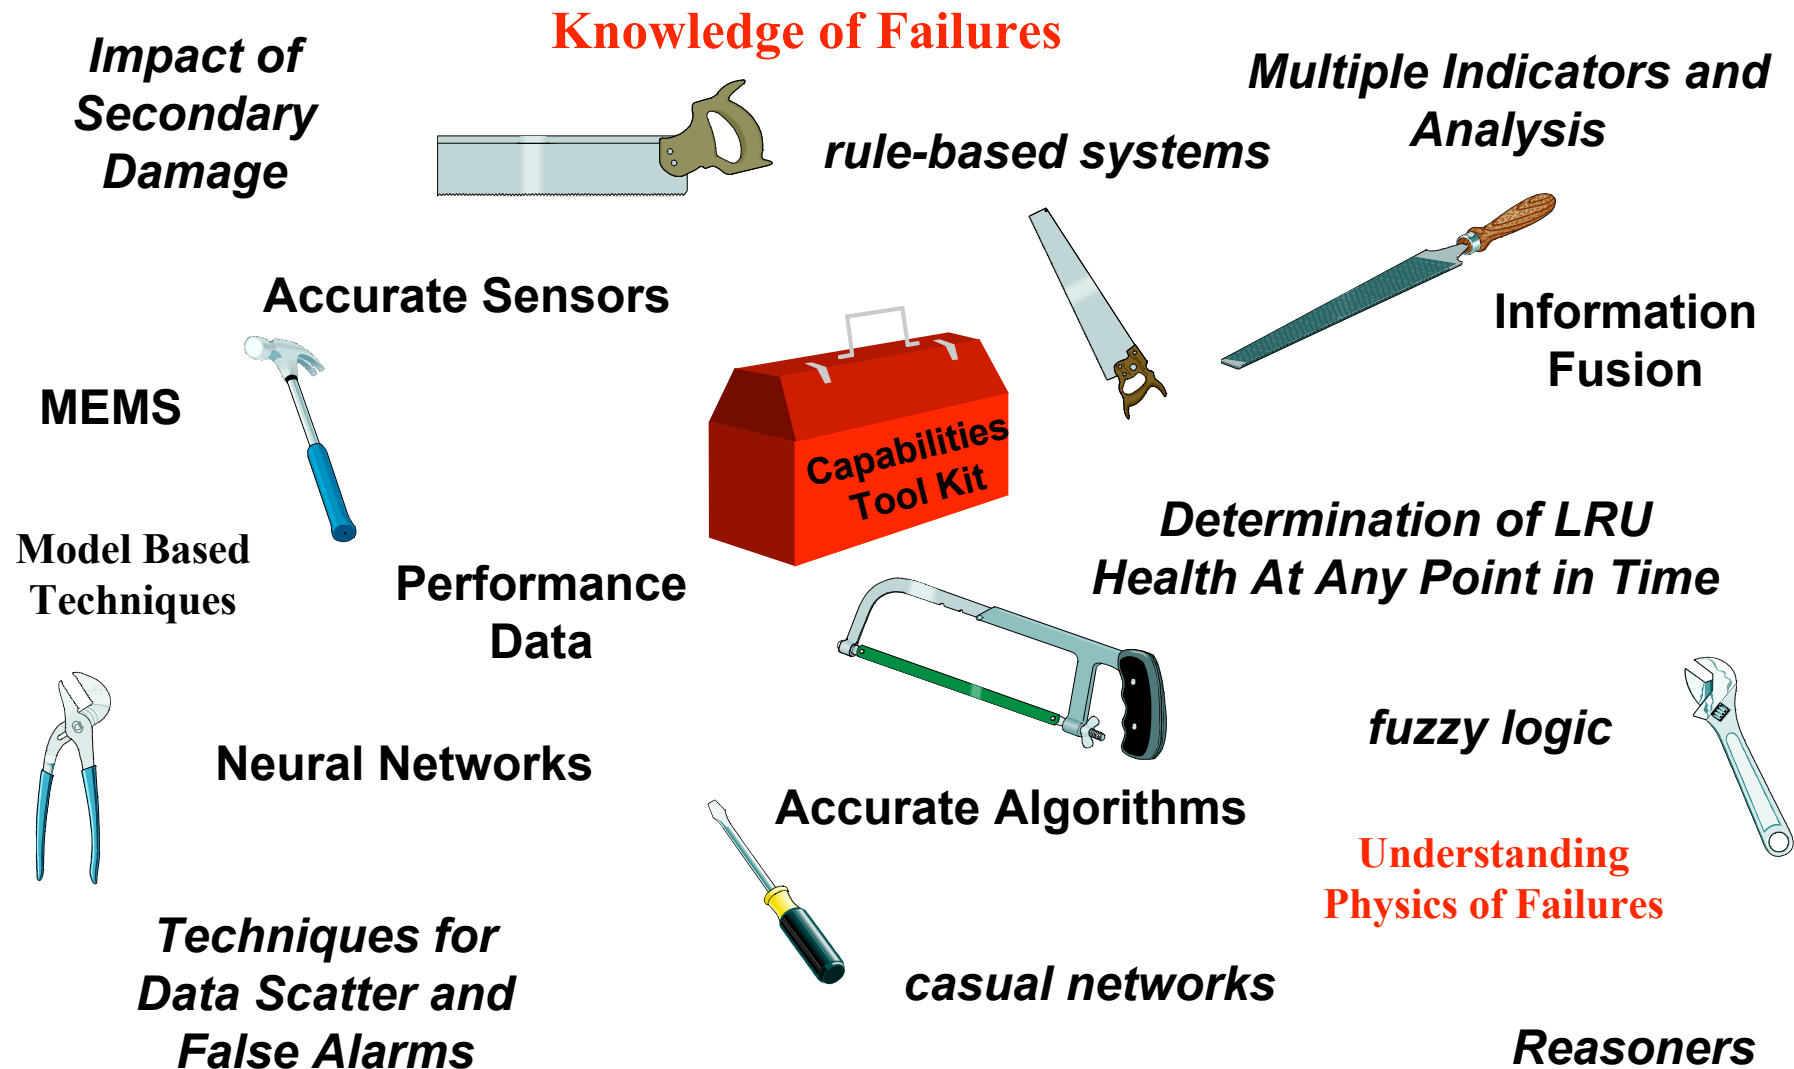 Knowledge of Failures
Impact of
Secondary
Damage
Multiple Indicators and
Analysis
rule-based systems
Accurate Sensors
Information
Fusion
MEMS
Capabilities
Tool Kit
Determination of LRU
Health At Any Point in Time
Model Based
Techniques
Performance
Data
fuzzy logic
Neural Networks
Accurate Algorithms
Understanding
Physics of Failures
Techniques for
Data Scatter and
False Alarms
casual networks
Reasoners